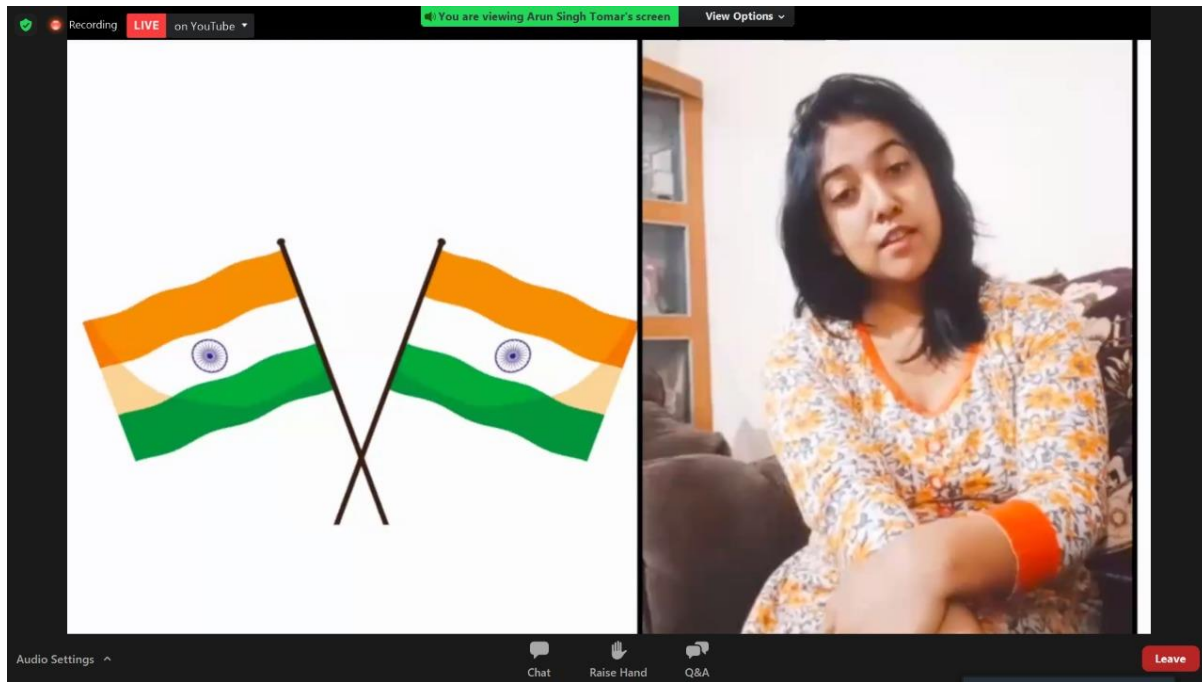 Recording LIVE on YouTube
You are viewing Arun Singh Tomar's screen View Options
Audio Settings
Chat Raise Hand Q&A
Leave